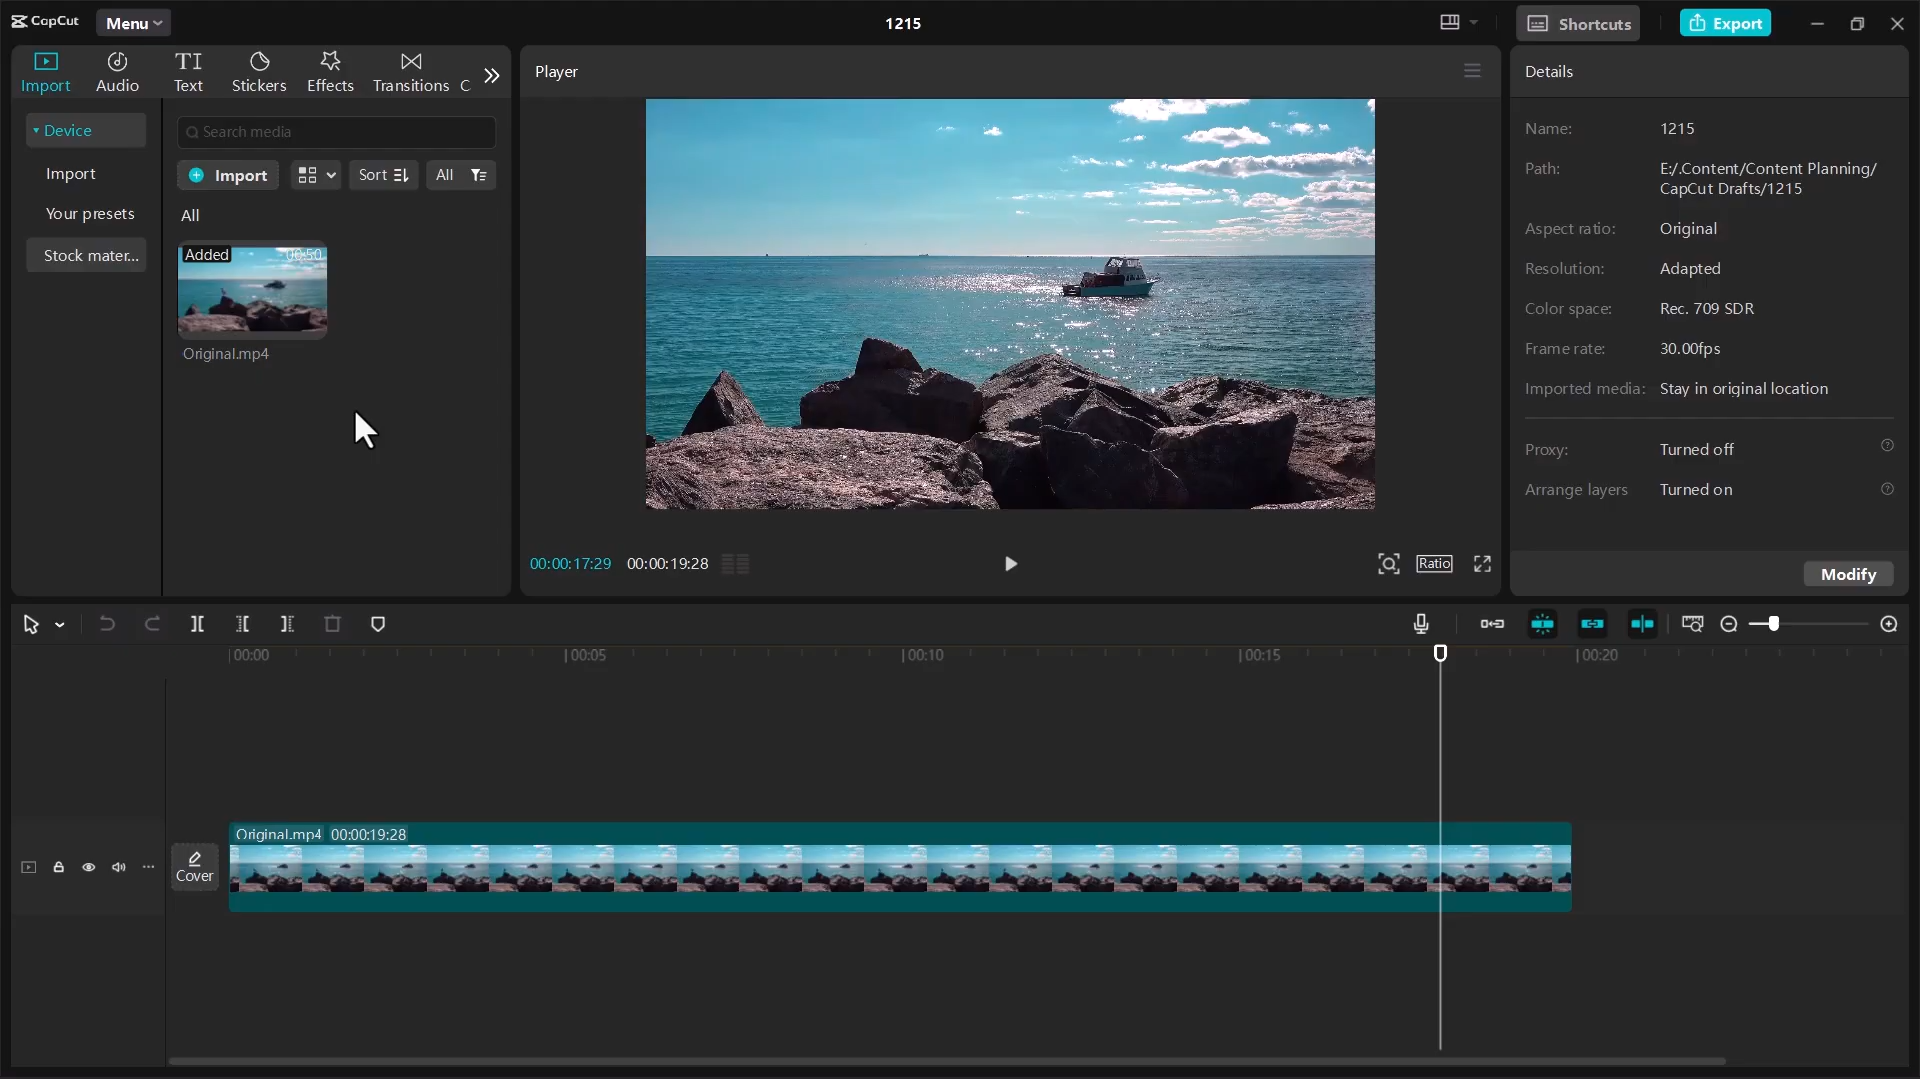 CapCut
Menu
1215
Shortcuts
Export
Import
Audio
TI
Text
Stickers
Effects
Transitions
C
Device
Import
Your presets
Stock mater...
Search media
Import
Sort
All
All
Added
00:50
Original.mp4
Player
00:00:17:29
00:00:19:28
Ratio
Details
Name: 1215
Path: E:/.Content/Content Planning/
CapCut Drafts/1215
Aspect ratio: Original
Resolution: Adapted
Color space: Rec. 709 SDR
Frame rate: 30.00fps
Imported media: Stay in original location
Proxy: Turned off
Arrange layers Turned on
Modify
00:00
00:05
00:10
00:15
00:20
Original.mp4 00:00:19:28
Cover